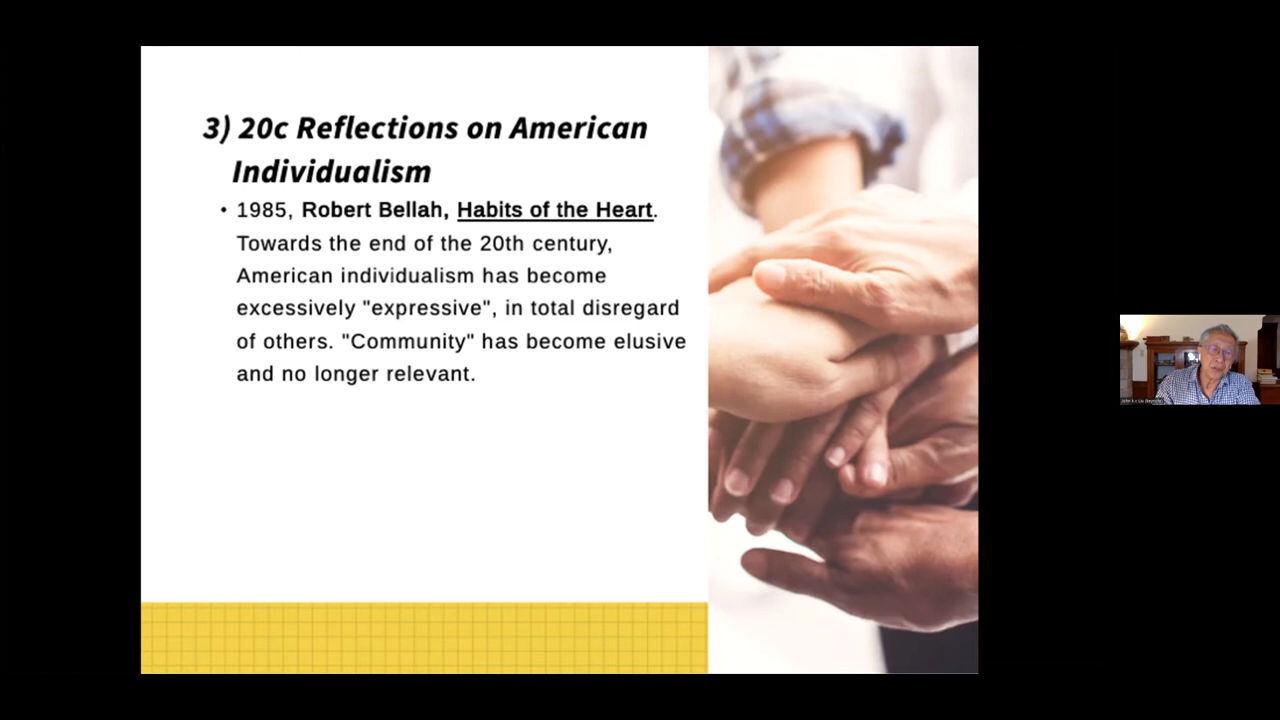 3) 20c Reflections on American
Individualism
• 1985, Robert Bellah, Habits of the Heart.
Towards the end of the 20th century,
American individualism has become
excessively "expressive", in total disregard
of others. "Community" has become elusive
and no longer relevant.